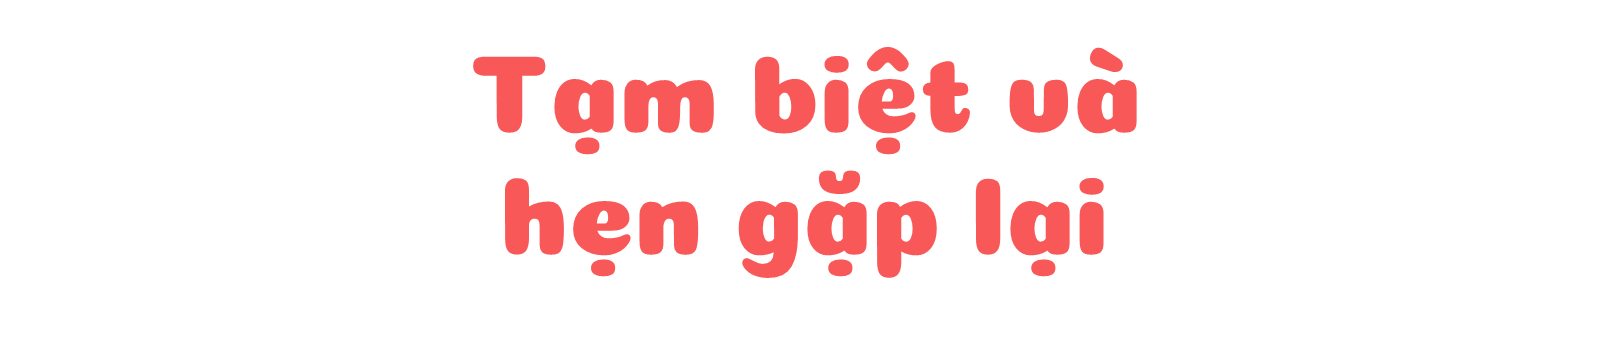 Tạm biệt và
hẹn gặp lại